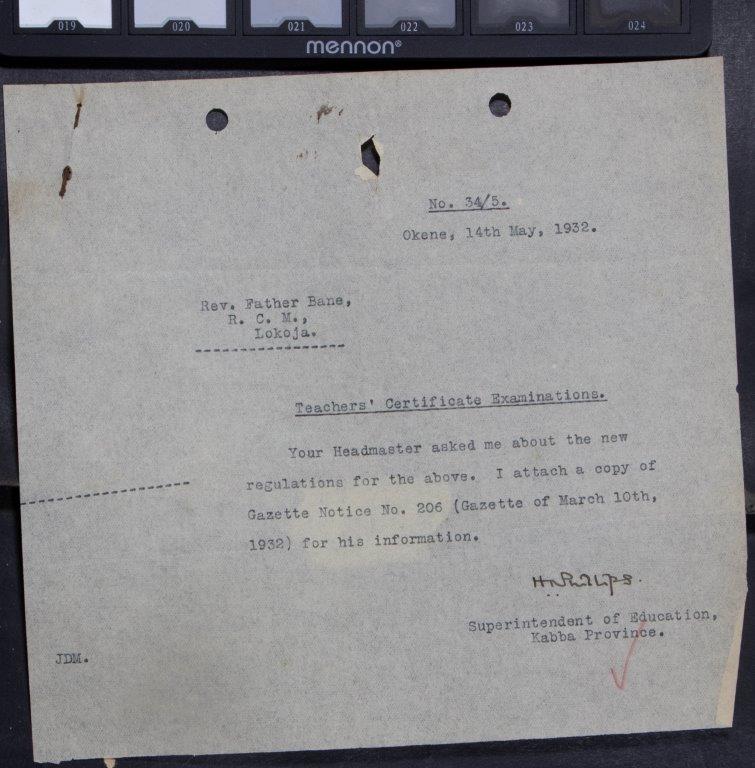 019 020 021 022 023 024
mennon®
No. 34/5.
Okene, 14th May, 1932.
Rev. Father Bane,
R. C. M.,
Lokoja.
Teachers' Certificate Examinations.
Your Headmaster asked me about the new
regulations for the above. I attach a copy of
Gazette Notice No. 206 (Gazette of March 10th,
1932) for his information.
H.N. Phillips.
Superintendent of Education,
Kabba Province.
JDM.